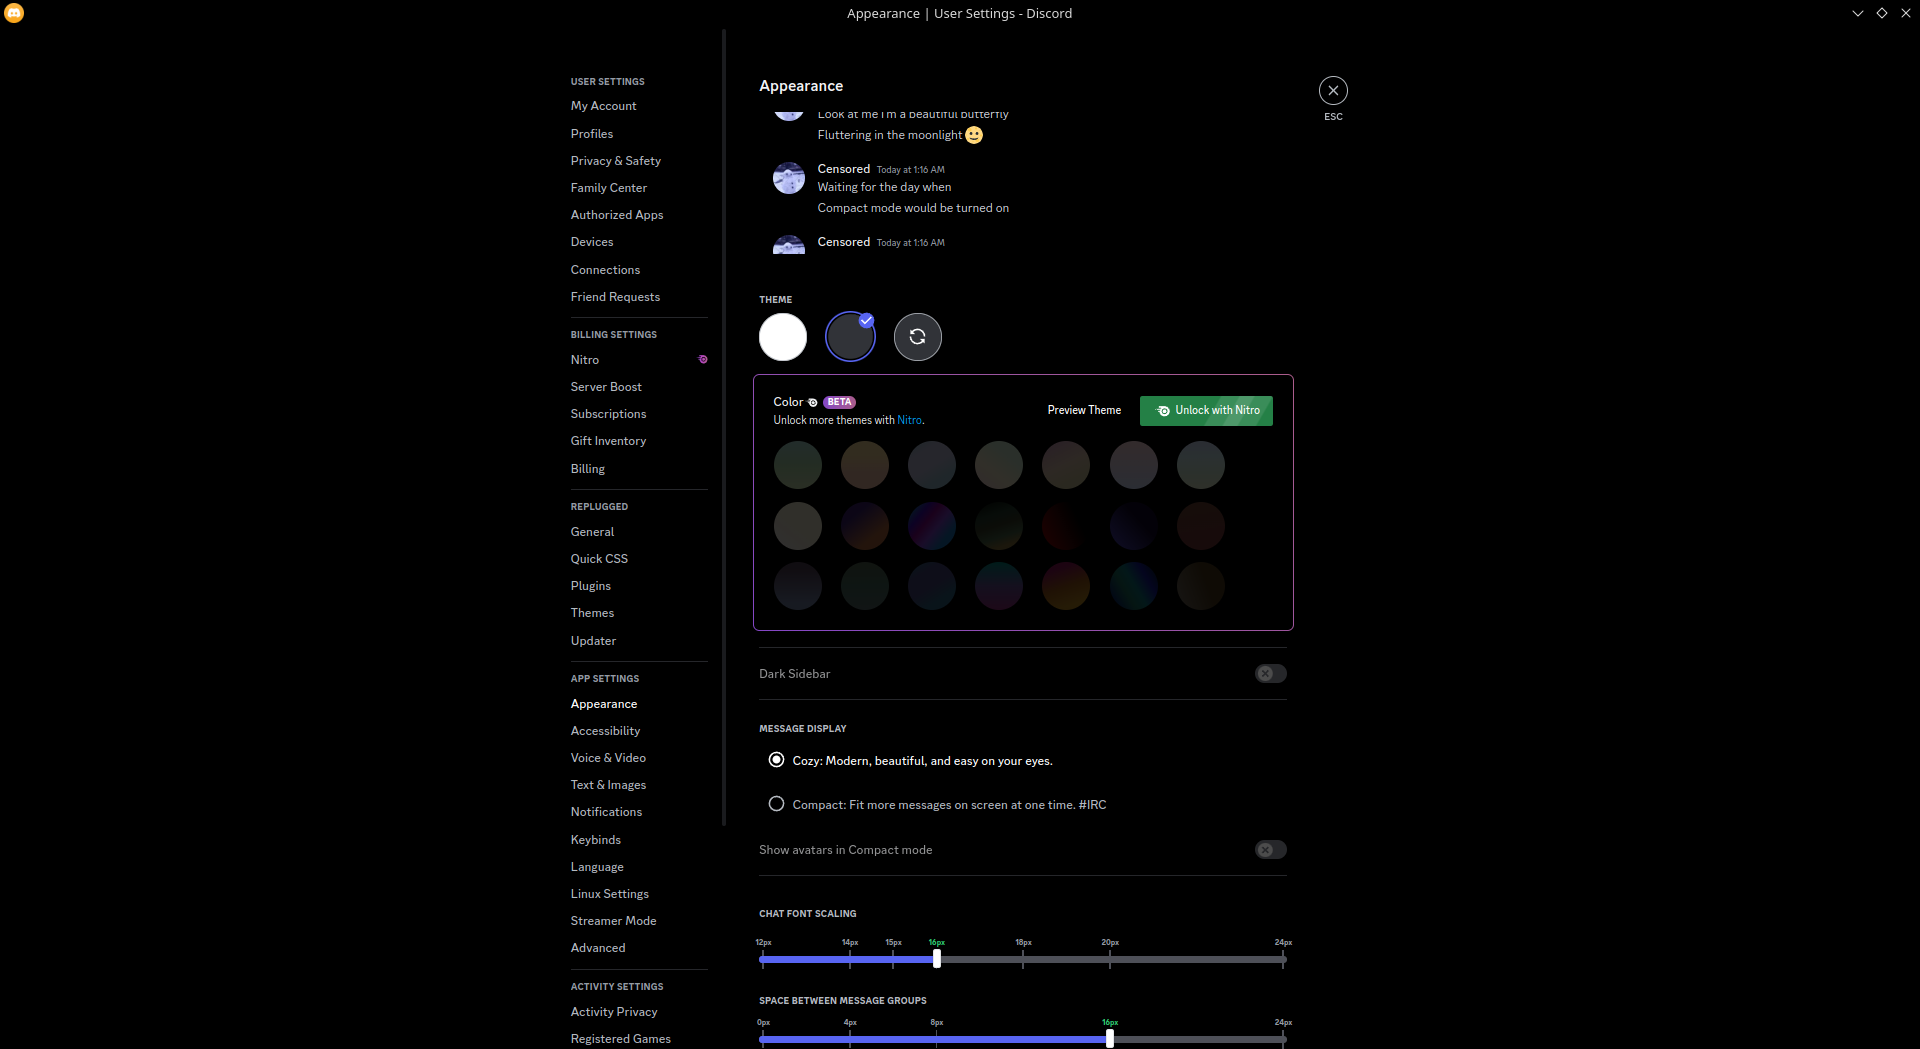 Appearance | User Settings - Discord
USER SETTINGS
My Account
Profiles
Privacy & Safety
Family Center
Authorized Apps
Devices
Connections
Friend Requests
BILLING SETTINGS
Nitro
Server Boost
Subscriptions
Gift Inventory
Billing
REPLUGGED
General
Quick CSS
Plugins
Themes
Updater
APP SETTINGS
Appearance
Accessibility
Voice & Video
Text & Images
Notifications
Keybinds
Language
Linux Settings
Streamer Mode
Advanced
ACTIVITY SETTINGS
Activity Privacy
Registered Games
Appearance
ESC
Look at me I'm a beautiful butterfly
Fluttering in the moonlight 🙂
Censored Today at 1:16 AM
Waiting for the day when
Compact mode would be turned on
Censored Today at 1:16 AM
THEME
Color BETA
Unlock more themes with Nitro.
Preview Theme
Unlock with Nitro
Dark Sidebar
MESSAGE DISPLAY
Cozy: Modern, beautiful, and easy on your eyes.
Compact: Fit more messages on screen at one time. #IRC
Show avatars in Compact mode
CHAT FONT SCALING
12px 14px 15px 16px 18px 20px 24px
SPACE BETWEEN MESSAGE GROUPS
0px 4px 8px 16px 24px